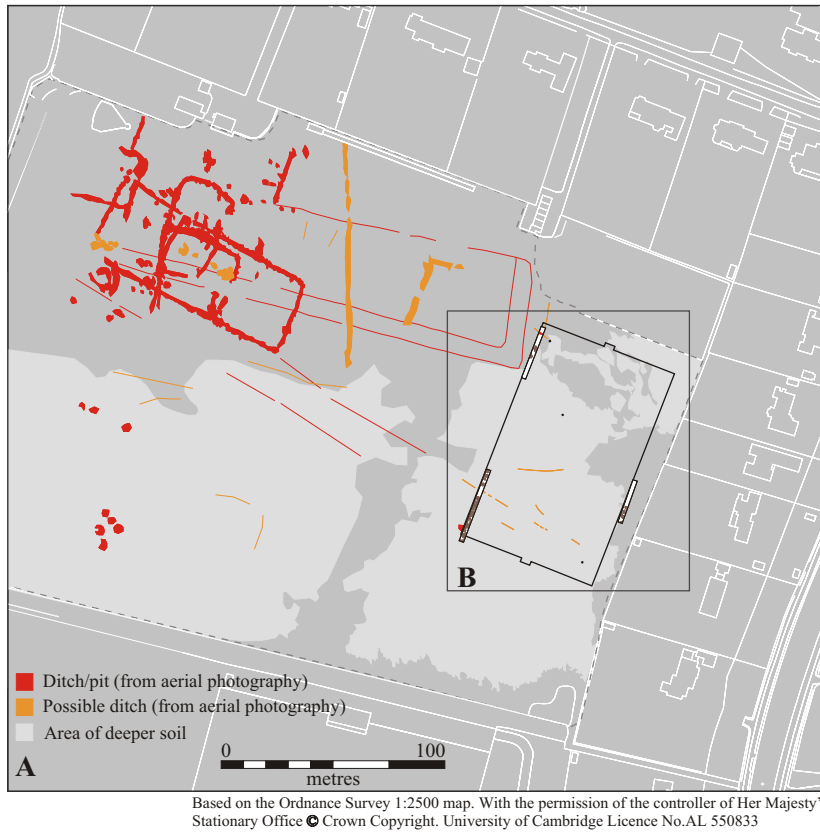 B
Ditch/pit (from aerial photography)
Possible ditch (from aerial photography)
Area of deeper soil
A
0 100
metres
Based on the Ordnance Survey 1:2500 map. With the permission of the controller of Her Majesty'
Stationary Office © Crown Copyright. University of Cambridge Licence No.AL 550833